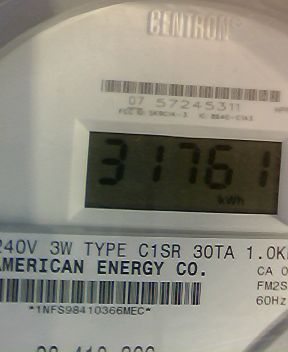 CENTRON®
07 57245311
31761
kWh
240V 3W TYPE C1SR 30TA 1.0K
AMERICAN ENERGY CO.
CA 0
FM2S
60Hz
*1NFS98410366MEC*